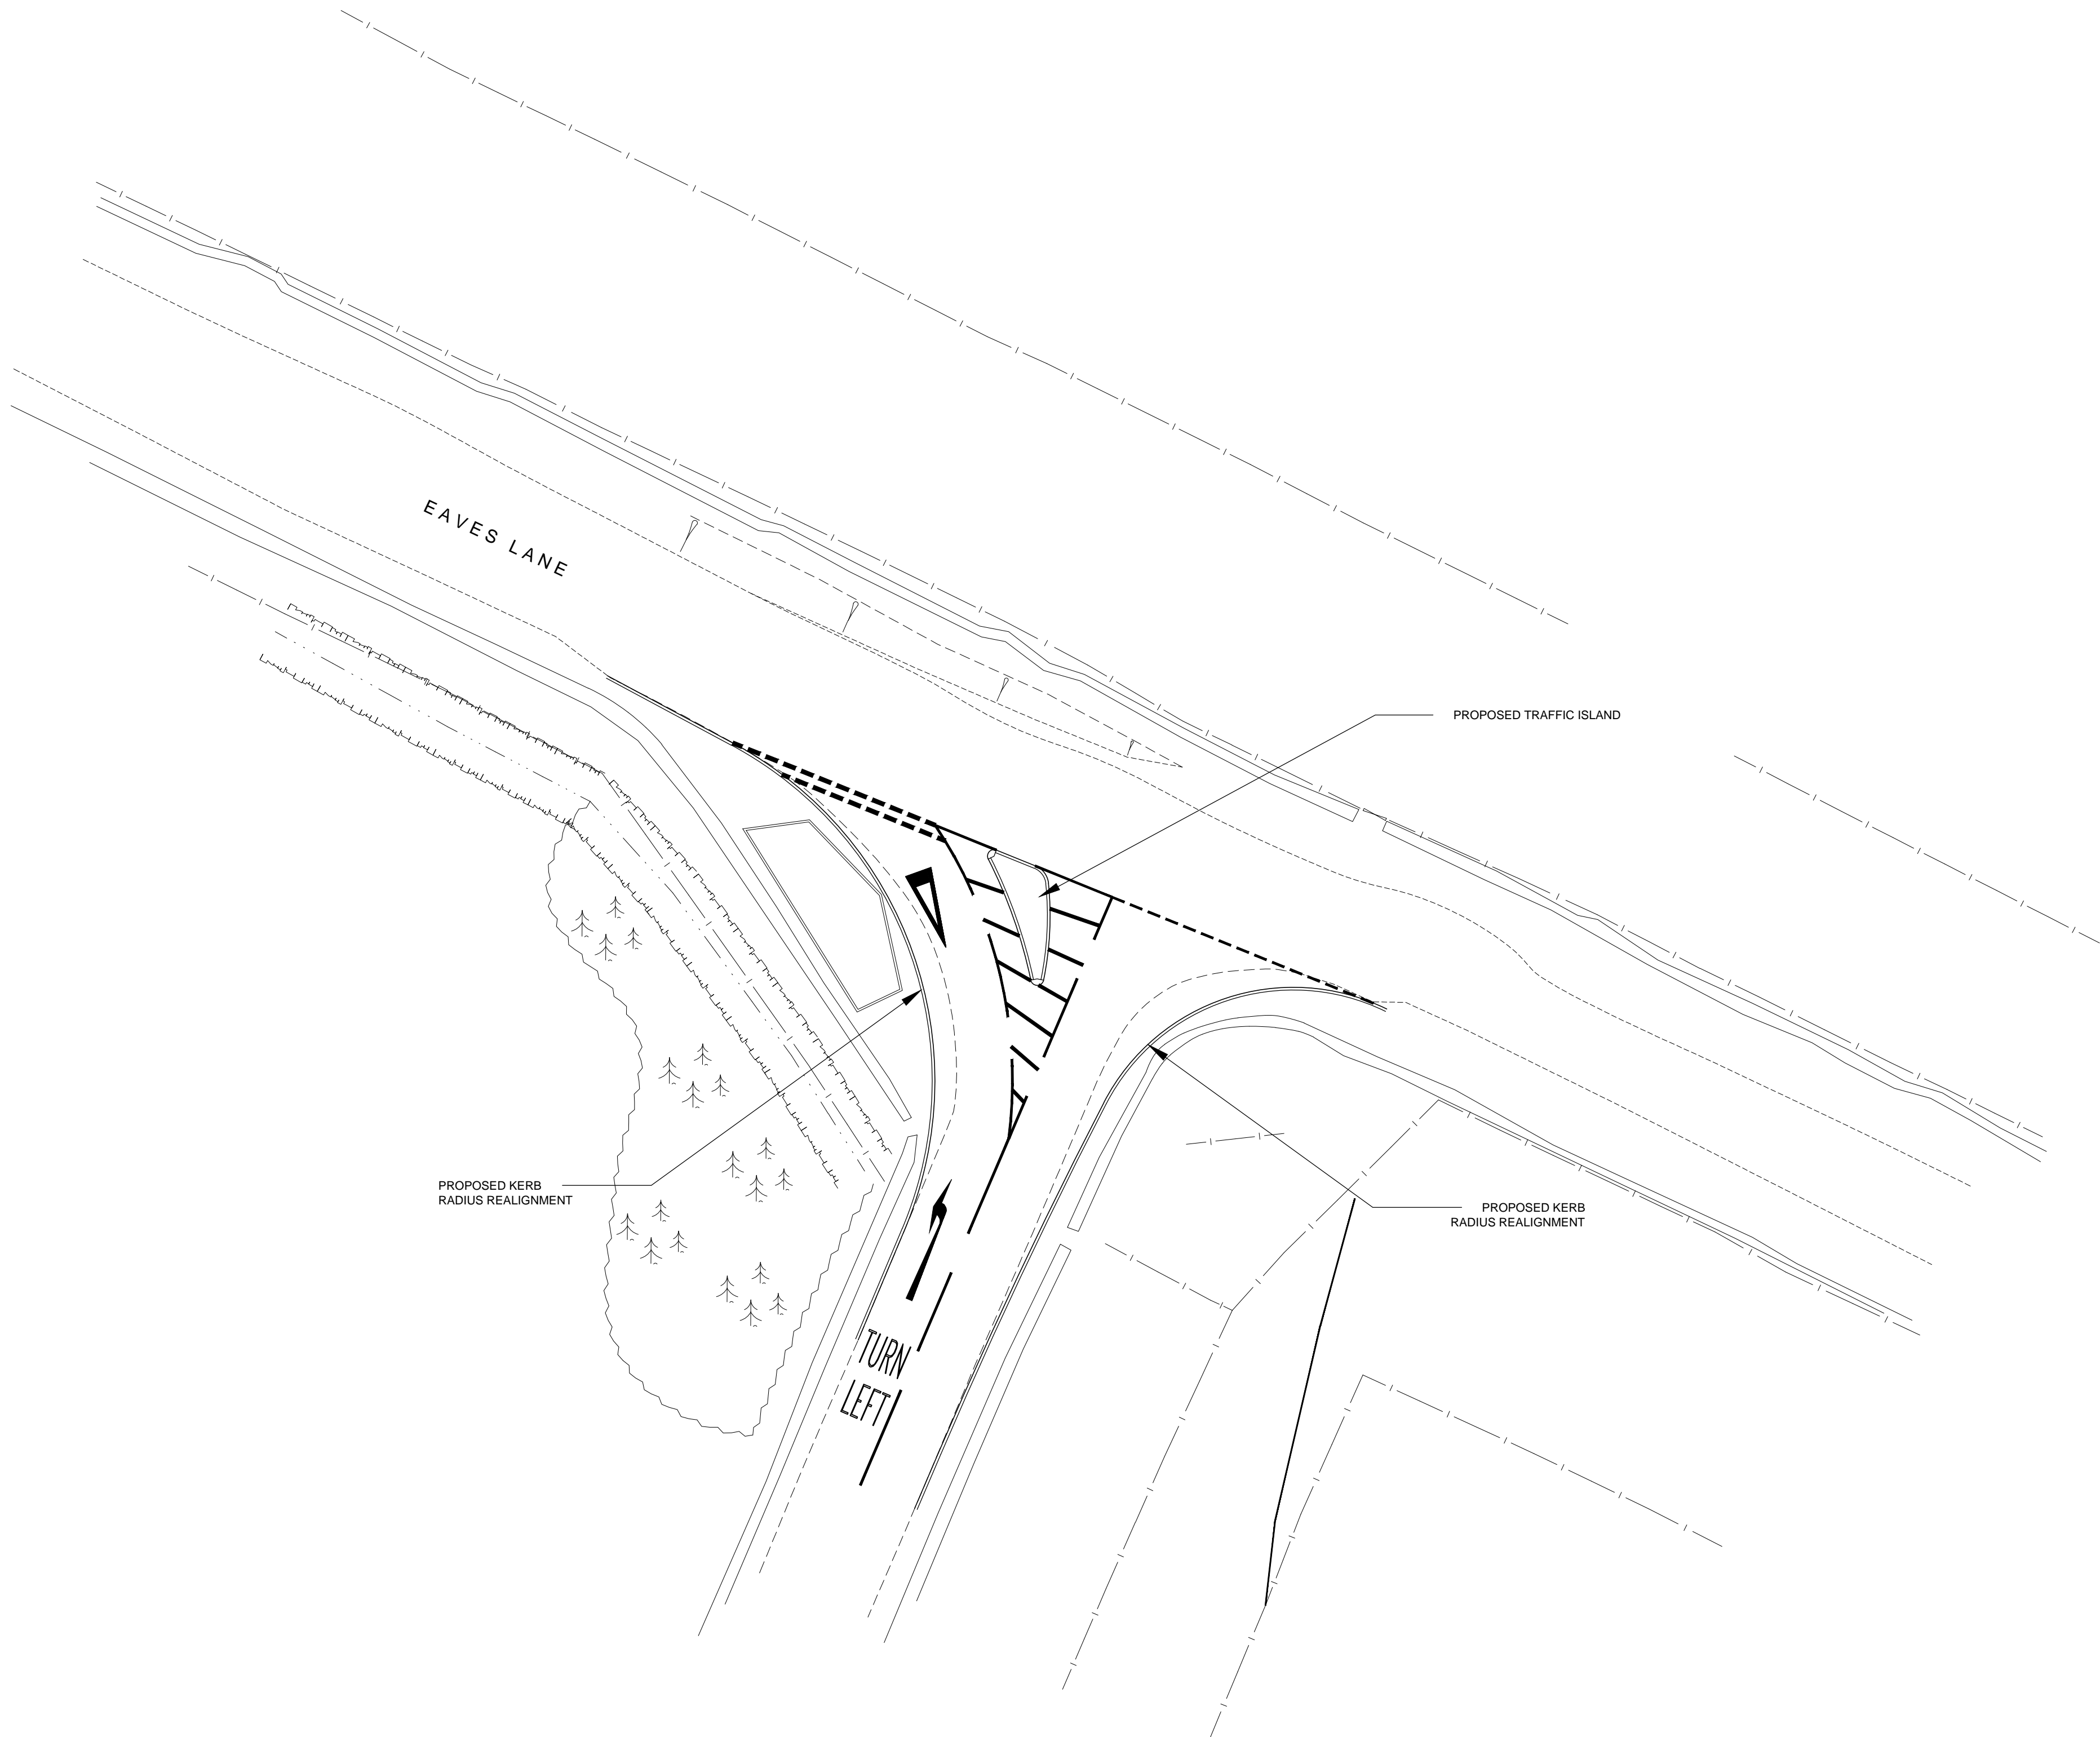 EAVES LANE
PROPOSED TRAFFIC ISLAND
PROPOSED KERB
RADIUS REALIGNMENT
PROPOSED KERB
RADIUS REALIGNMENT
TURN
LEFT